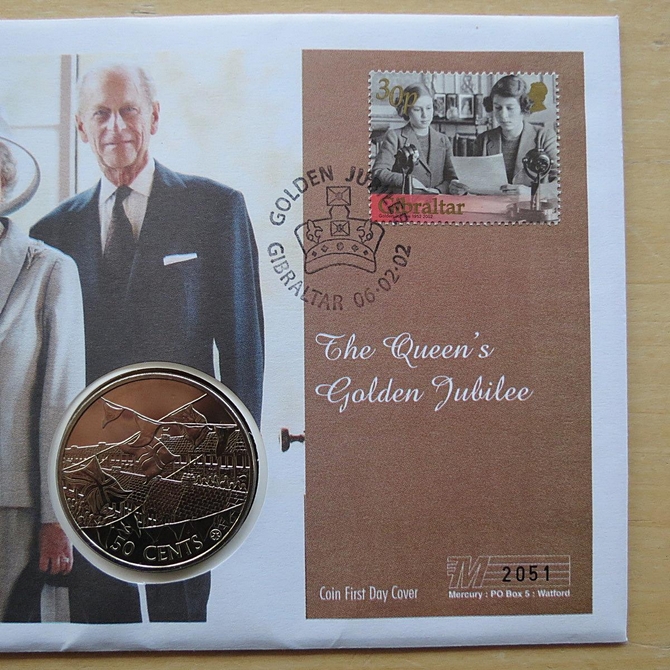 30p
Gibraltar
GOLDEN
GIBRALTAR 06·02·02
The Queen's
Golden Jubilee
50 CENTS
M 2051
Coin First Day Cover
Mercury : PO Box 5 : Watford